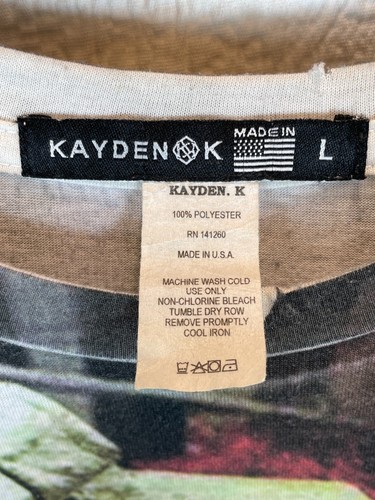 KAYDEN K MADE IN L
KAYDEN. K
100% POLYESTER
RN 141260
MADE IN U.S.A.
MACHINE WASH COLD
USE ONLY
NON-CHLORINE BLEACH
TUMBLE DRY ROW
REMOVE PROMPTLY
COOL IRON